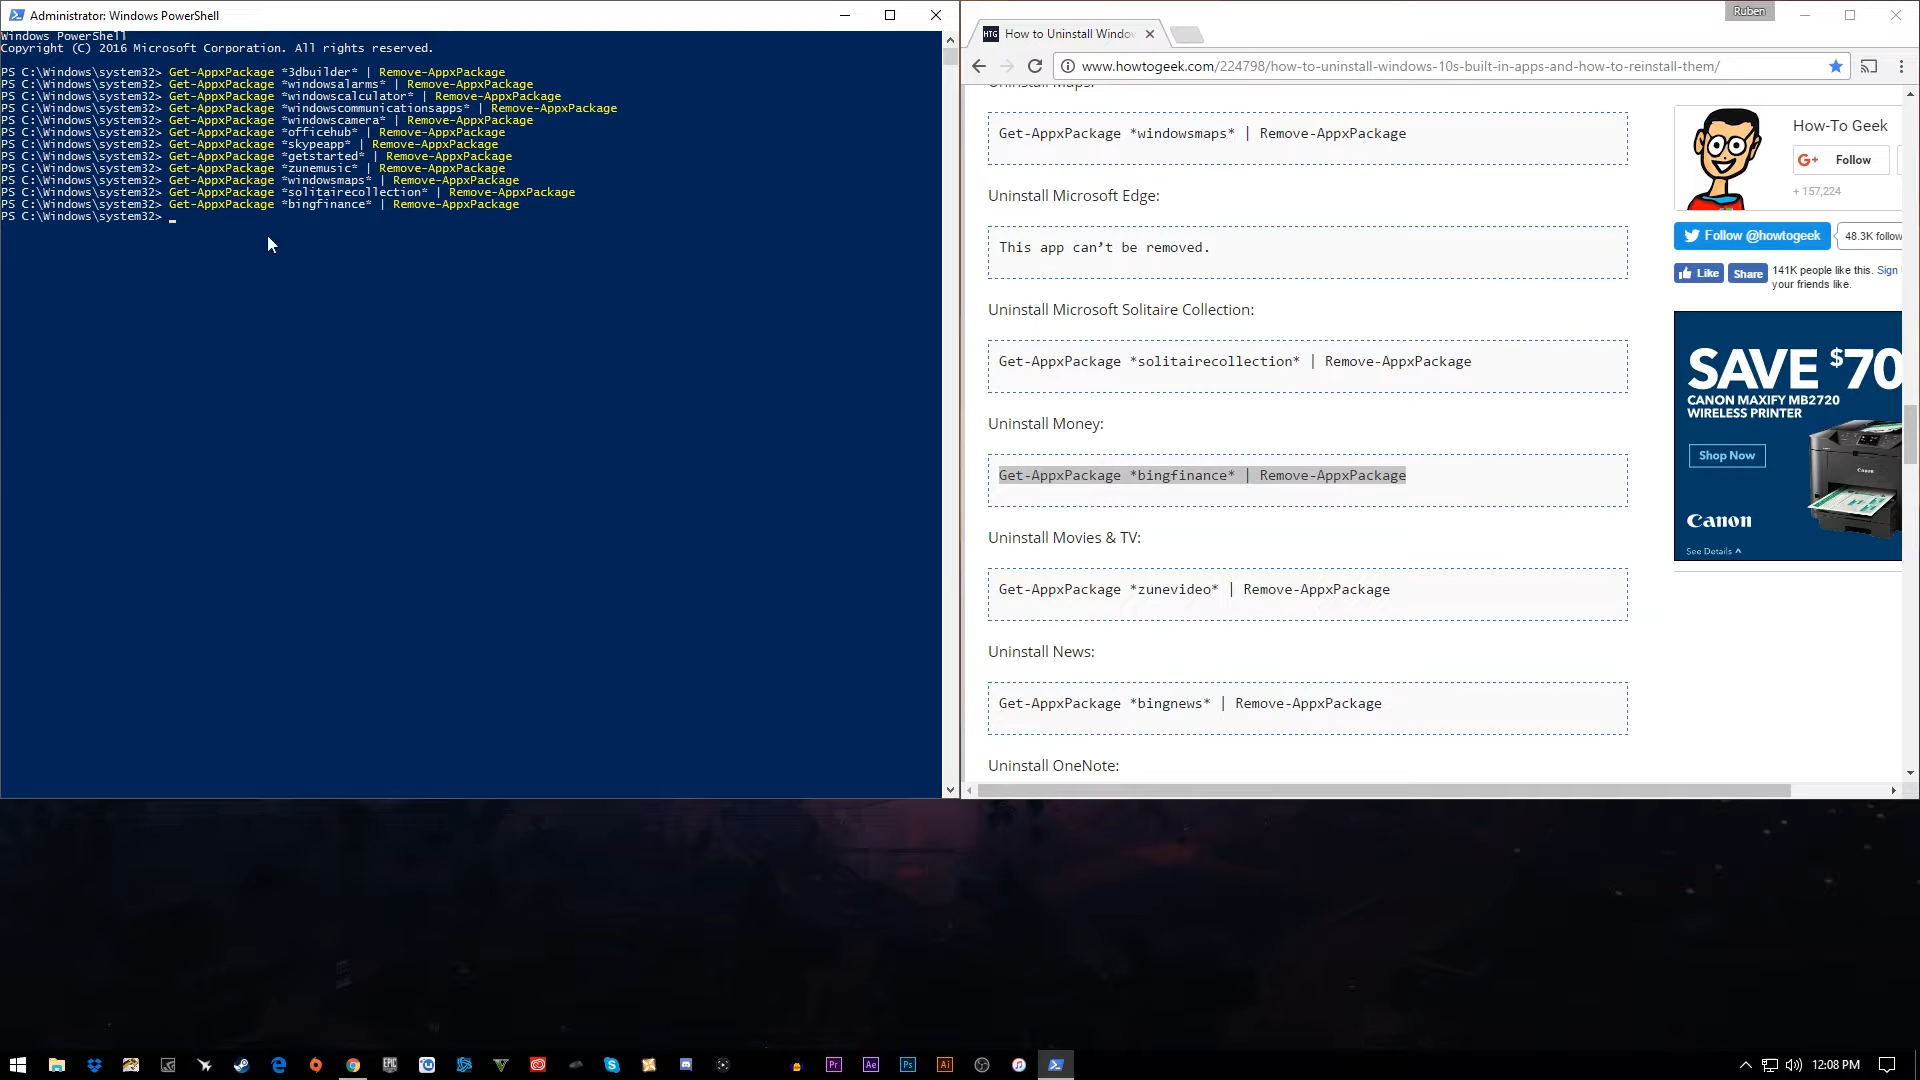 Administrator: Windows PowerShell
Windows PowerShell
Copyright (C) 2016 Microsoft Corporation. All rights reserved.
PS C:\Windows\system32> Get-AppxPackage *3dbuilder* | Remove-AppxPackage
PS C:\Windows\system32> Get-AppxPackage *windowsalarms* | Remove-AppxPackage
PS C:\Windows\system32> Get-AppxPackage *windowscalculator* | Remove-AppxPackage
PS C:\Windows\system32> Get-AppxPackage *windowscommunicationsapps* | Remove-AppxPackage
PS C:\Windows\system32> Get-AppxPackage *windowscamera* | Remove-AppxPackage
PS C:\Windows\system32> Get-AppxPackage *officehub* | Remove-AppxPackage
PS C:\Windows\system32> Get-AppxPackage *skypeapp* | Remove-AppxPackage
PS C:\Windows\system32> Get-AppxPackage *getstarted* | Remove-AppxPackage
PS C:\Windows\system32> Get-AppxPackage *zunemusic* | Remove-AppxPackage
PS C:\Windows\system32> Get-AppxPackage *windowsmaps* | Remove-AppxPackage
PS C:\Windows\system32> Get-AppxPackage *solitairecollection* | Remove-AppxPackage
PS C:\Windows\system32> Get-AppxPackage *bingfinance* | Remove-AppxPackage
PS C:\Windows\system32> _
Ruben
HTG How to Uninstall Window
www.howtogeek.com/224798/how-to-uninstall-windows-10s-built-in-apps-and-how-to-reinstall-them/
Uninstall Maps:
Get-AppxPackage *windowsmaps* | Remove-AppxPackage
Uninstall Microsoft Edge:
This app can’t be removed.
Uninstall Microsoft Solitaire Collection:
Get-AppxPackage *solitairecollection* | Remove-AppxPackage
Uninstall Money:
Get-AppxPackage *bingfinance* | Remove-AppxPackage
Uninstall Movies & TV:
Get-AppxPackage *zunevideo* | Remove-AppxPackage
Uninstall News:
Get-AppxPackage *bingnews* | Remove-AppxPackage
Uninstall OneNote:
How-To Geek
G+ Follow
+ 157,224
Follow @howtogeek
48.3K follow
Like
Share
141K people like this. Sign
your friends like.
SAVE $70
CANON MAXIFY MB2720
WIRELESS PRINTER
Shop Now
Canon
See Details ^
EPIC
Pr
Ae
Ps
Ai
12:08 PM